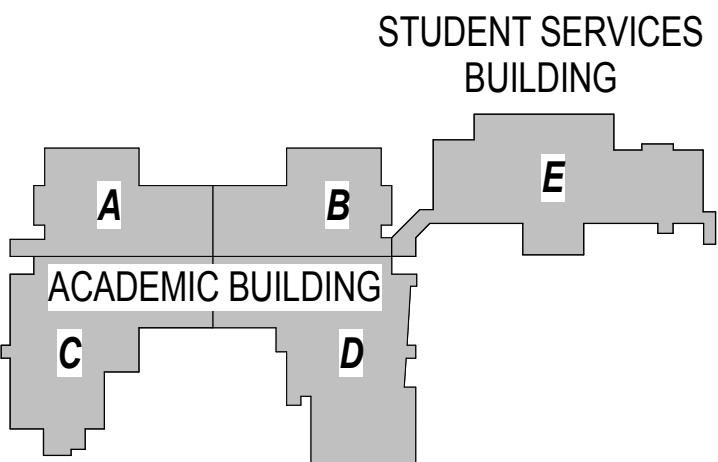 STUDENT SERVICES
BUILDING
E
A
B
ACADEMIC BUILDING
C
D